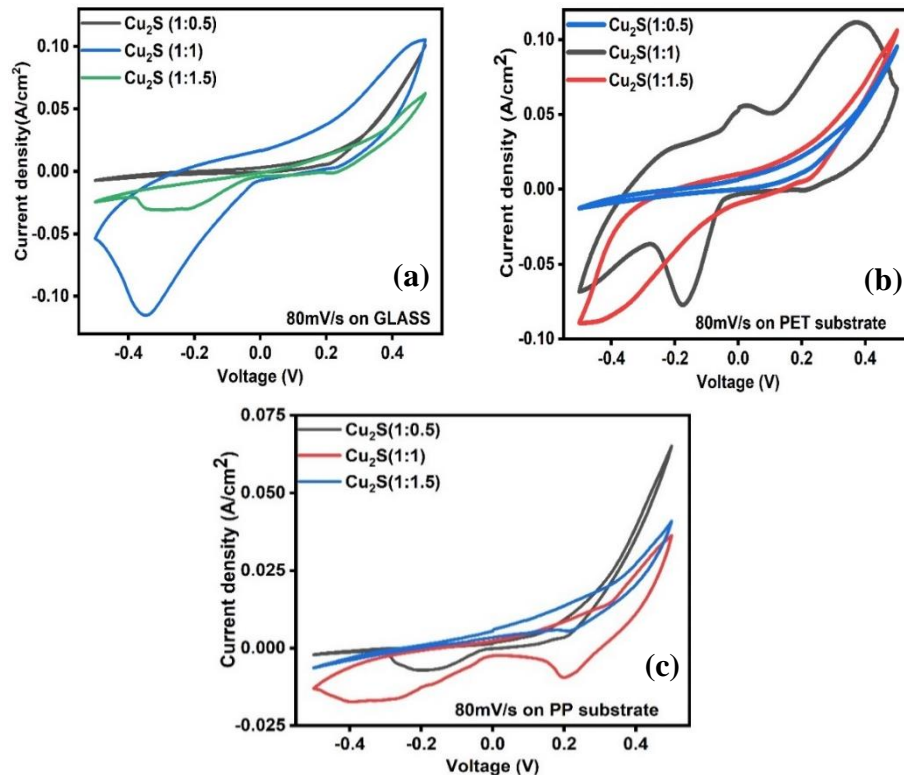 Cu₂S (1:0.5)
Cu₂S (1:1)
Cu₂S (1:1.5)
0.10
0.05
0.00
-0.05
-0.10
Current density(A/cm²)
(a)
80mV/s on GLASS
-0.4 -0.2 0.0 0.2 0.4
Voltage (V)
Cu₂S(1:0.5)
Cu₂S(1:1)
Cu₂S(1:1.5)
0.10
0.05
0.00
-0.05
-0.10
Current density (A/cm²)
(b)
80mV/s on PET substrate
-0.4 -0.2 0.0 0.2 0.4
Voltage (V)
Cu₂S(1:0.5)
Cu₂S(1:1)
Cu₂S(1:1.5)
0.075
0.050
0.025
0.000
-0.025
Current density (A/cm²)
(c)
80mV/s on PP substrate
-0.4 -0.2 0.0 0.2 0.4
Voltage (V)